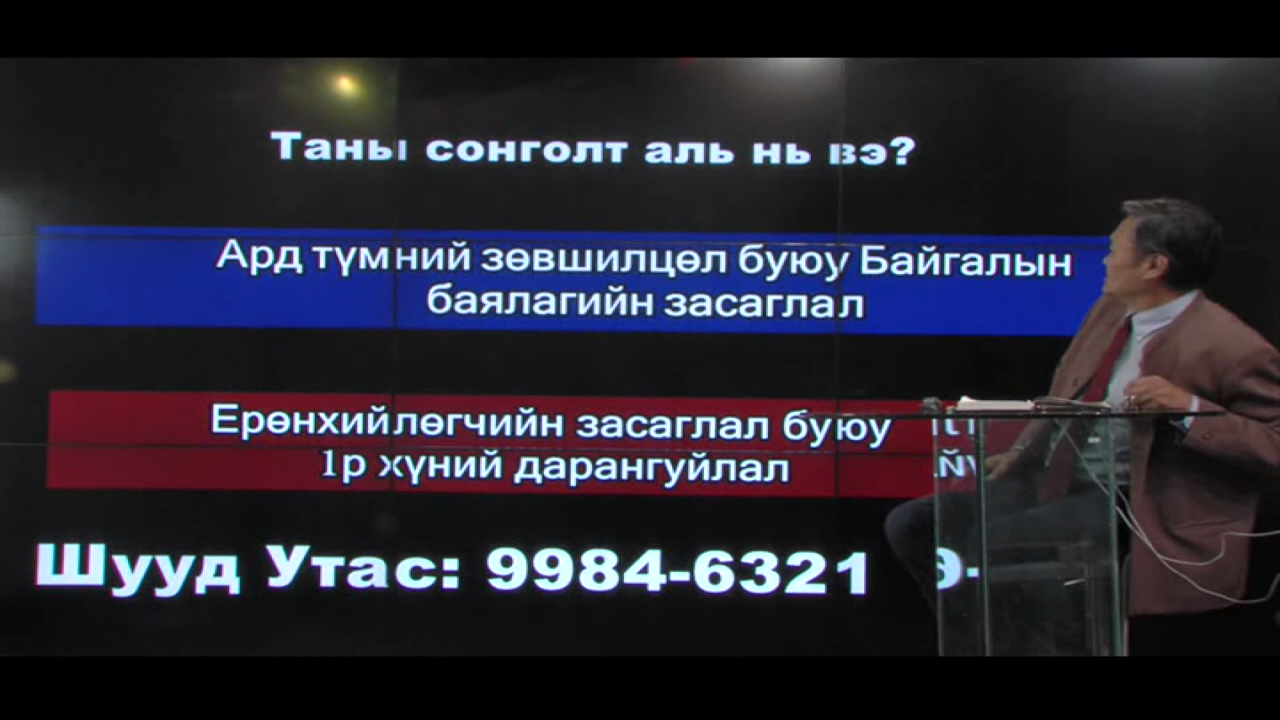 Таны сонголт аль нь вэ?
Ард түмний зөвшилцөл буюу Байгалын
баялагийн засаглал
Ерөнхийлөгчийн засаглал буюу
1р хүний дарангуйлал
Шууд Утас: 9984-6321